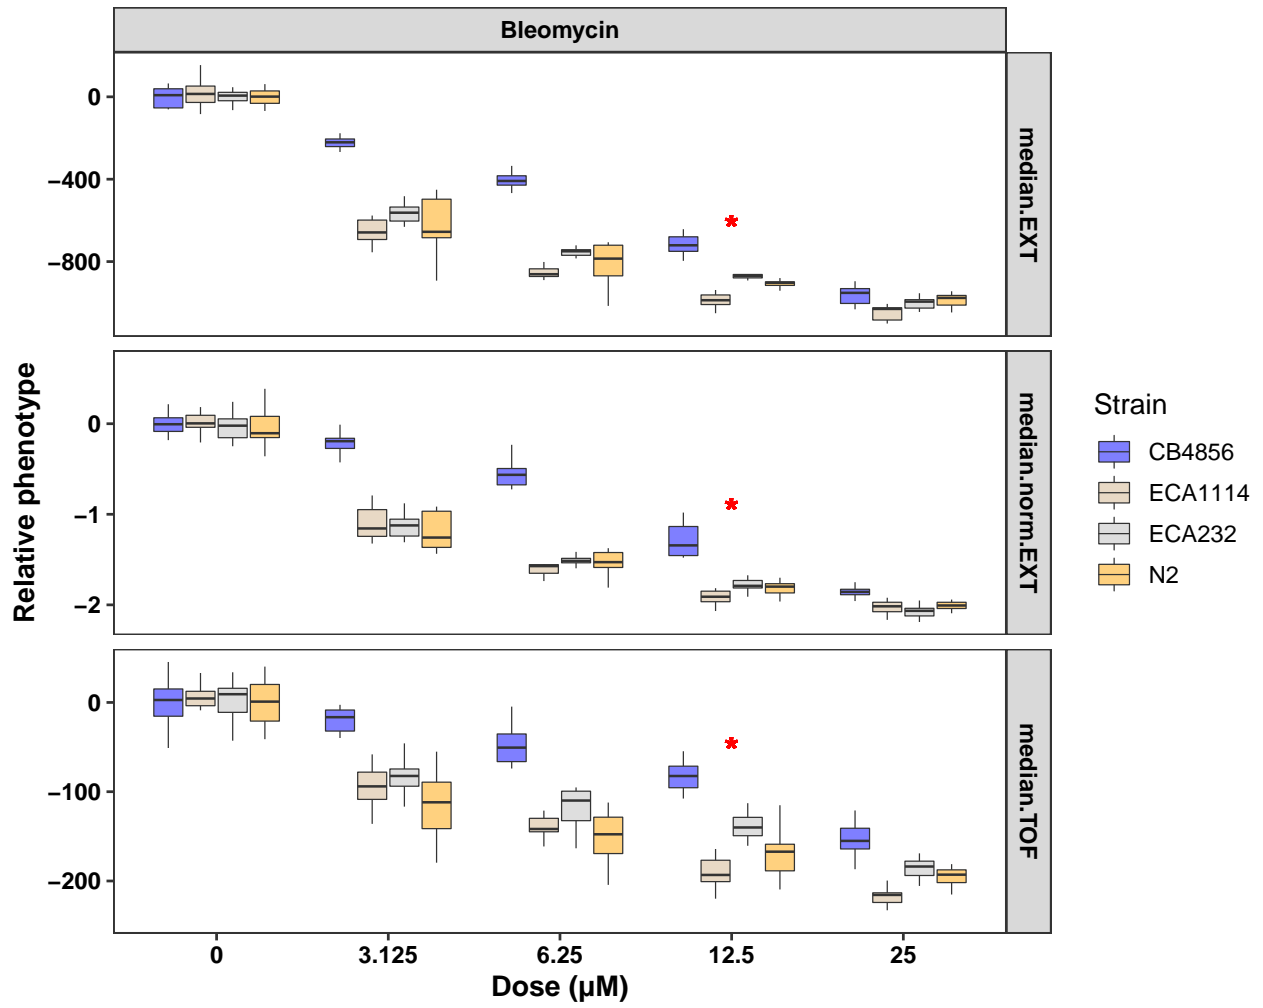 Bleomycin
0
−400
−800
median.EXT
*
0
−1
−2
median.norm.EXT
*
0
−100
−200
median.TOF
*
Relative phenotype
0 3.125 6.25 12.5 25
Dose (μM)
Strain
CB4856
ECA1114
ECA232
N2